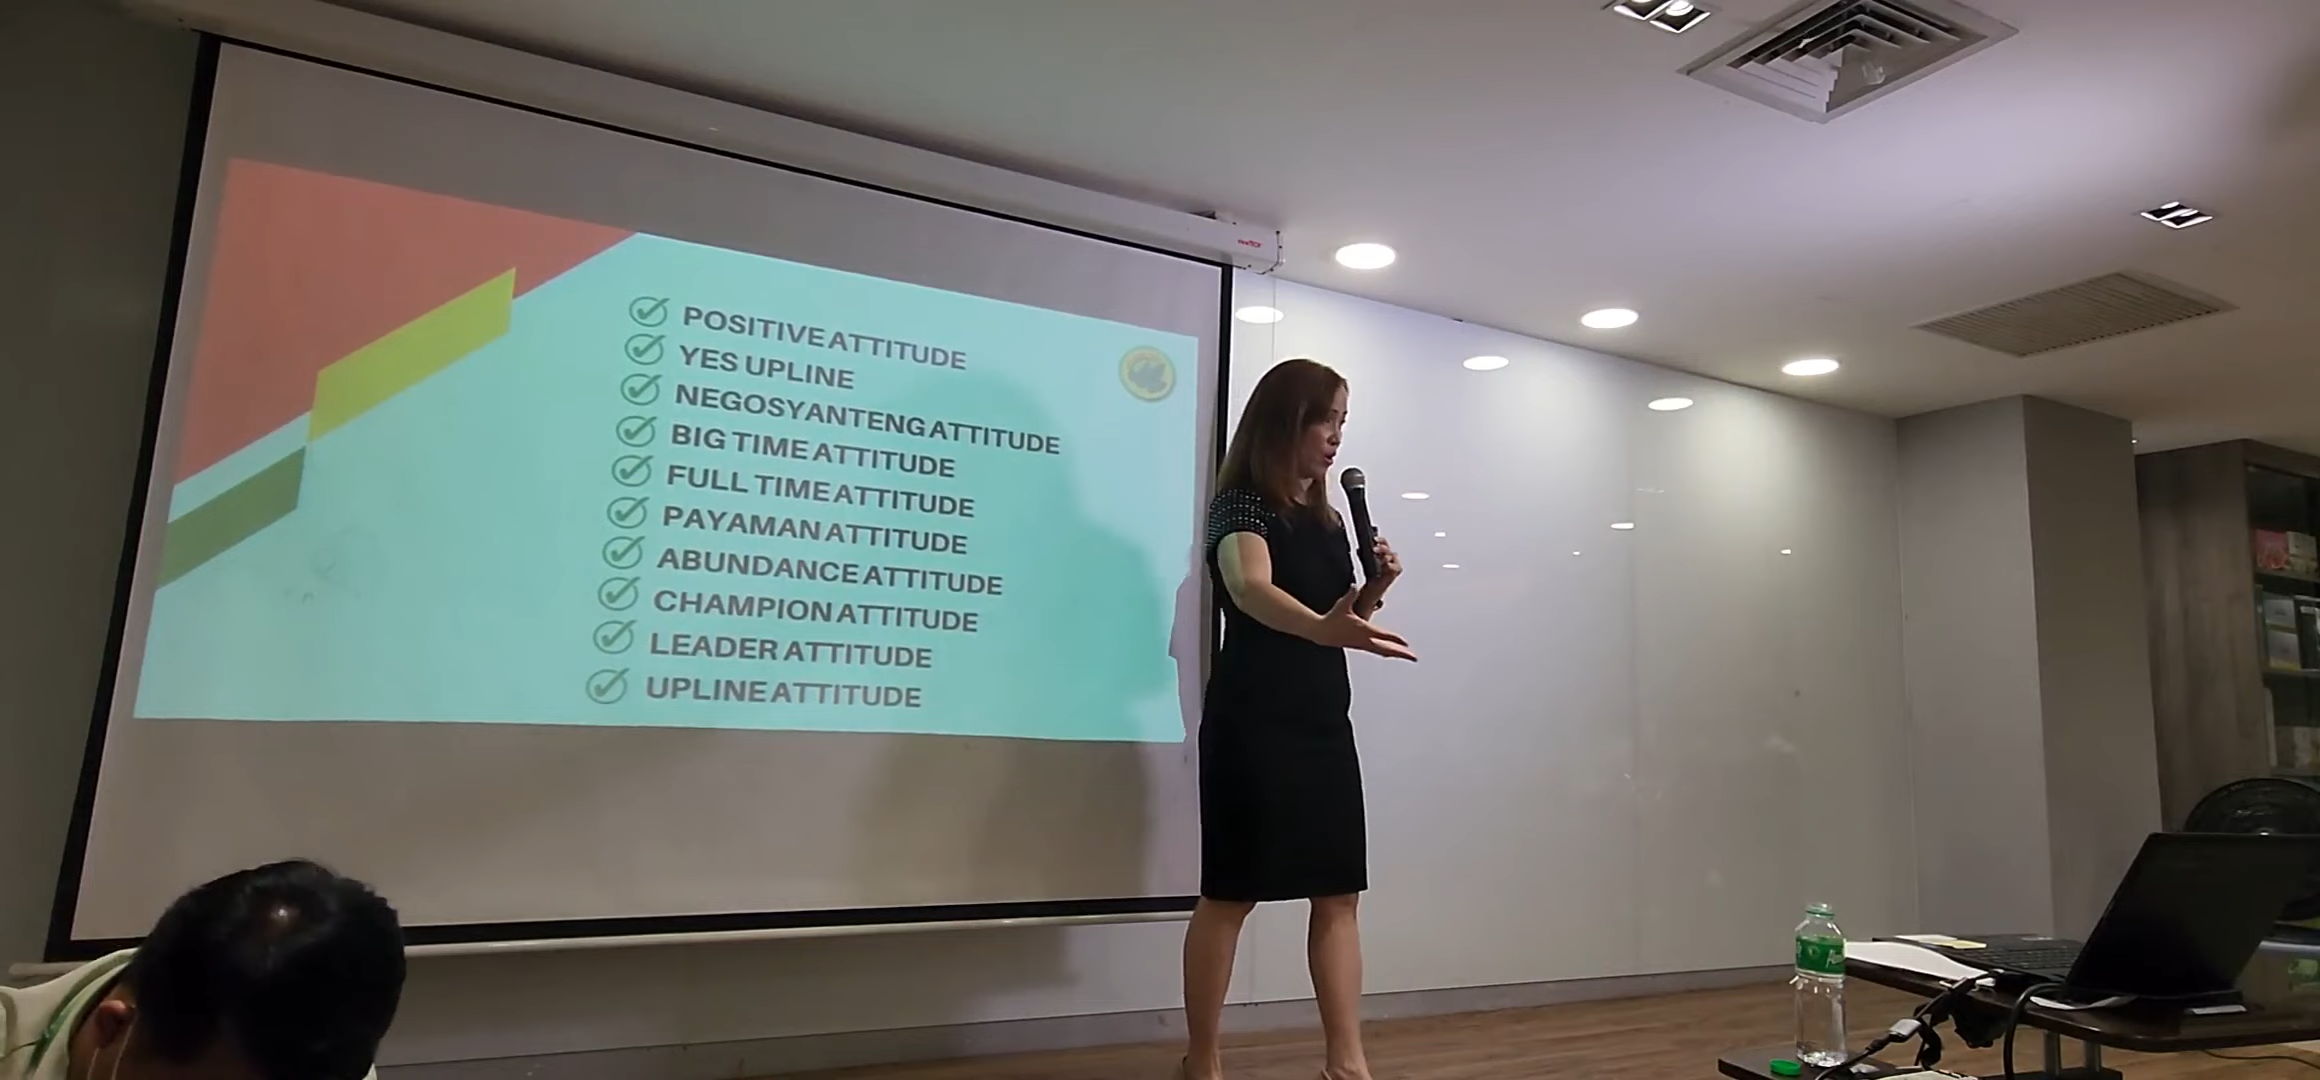 POSITIVE ATTITUDE
YES UPLINE
NEGOSYANTENG ATTITUDE
BIG TIME ATTITUDE
FULL TIME ATTITUDE
PAYAMAN ATTITUDE
ABUNDANCE ATTITUDE
CHAMPION ATTITUDE
LEADER ATTITUDE
UPLINE ATTITUDE